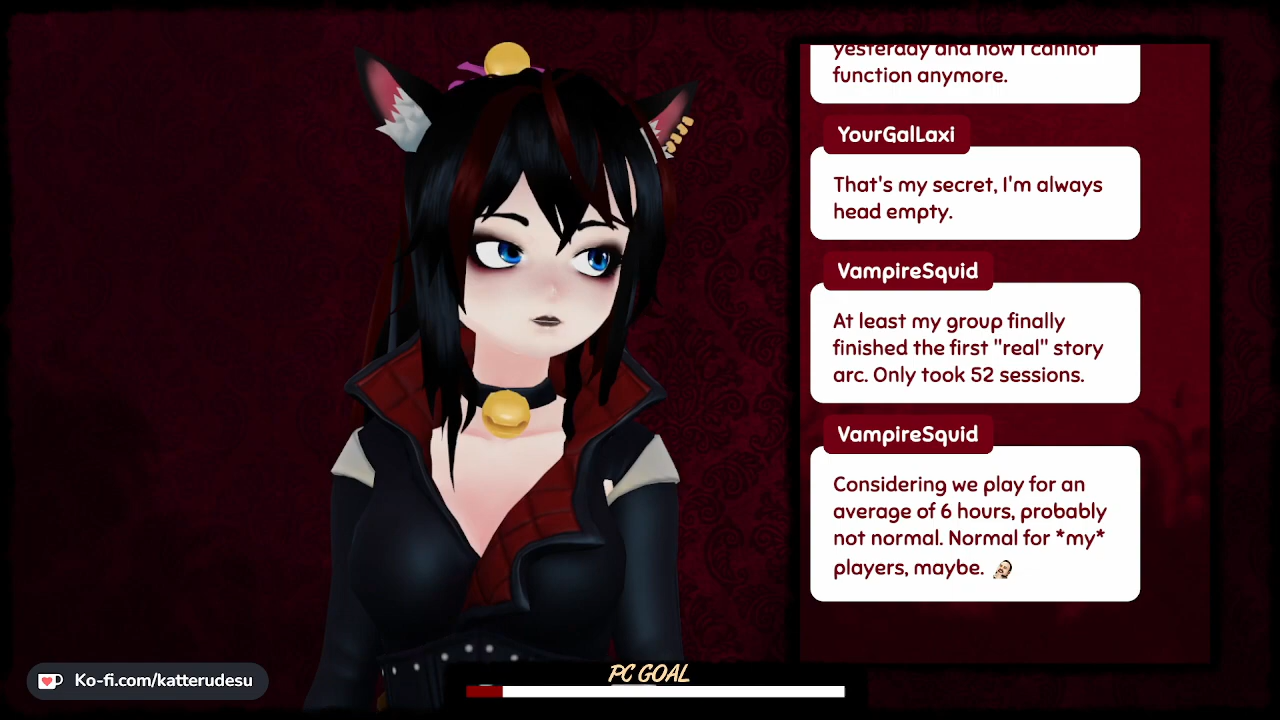 yesterday and now I cannot
function anymore.
YourGalLaxi
That's my secret, I'm always
head empty.
VampireSquid
At least my group finally
finished the first "real" story
arc. Only took 52 sessions.
VampireSquid
Considering we play for an
average of 6 hours, probably
not normal. Normal for *my*
players, maybe.
Ko-fi.com/katterudesu
PC GOAL